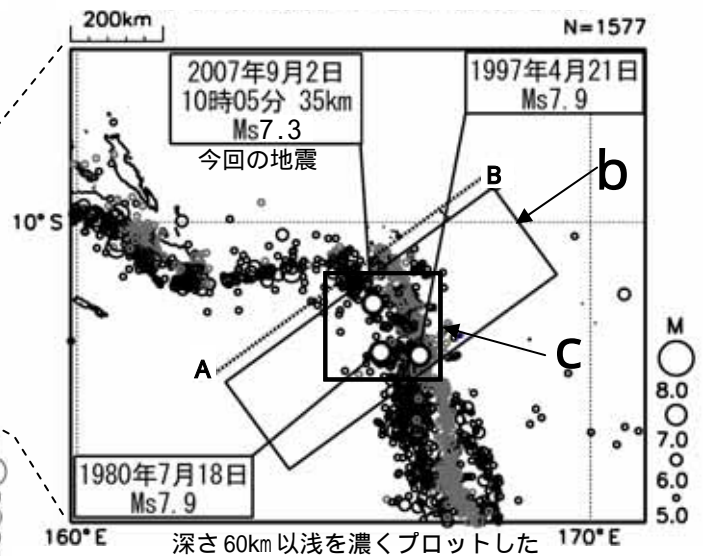 200km
N=1577
2007年9月2日
10時05分 35km
Ms7.3
今回の地震
1997年4月21日
Ms7.9
B
b
10°S
C
A
M
8.0
7.0
6.0
5.0
1980年7月18日
Ms7.9
160°E
深さ60km以浅を濃くプロットした
170°E